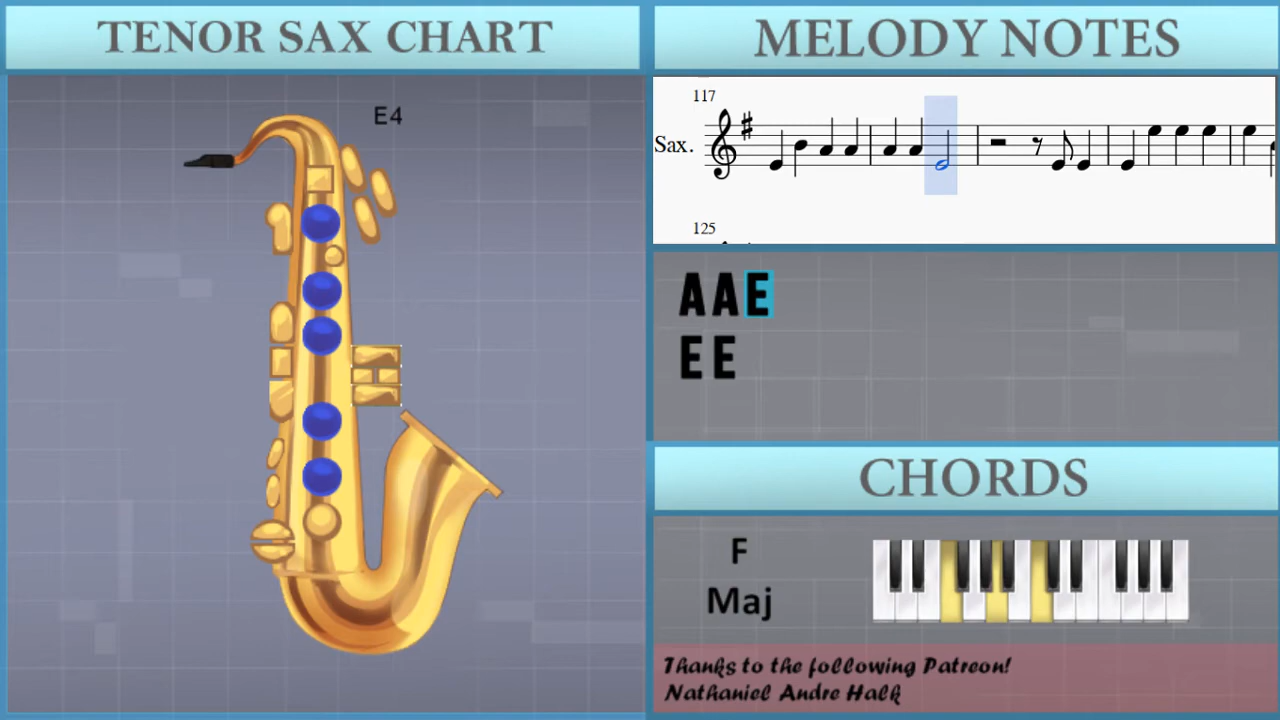 TENOR SAX CHART
E4
MELODY NOTES
117
Sax.
125
AAE
EE
CHORDS
F
Maj
Thanks to the following Patreon!
Nathaniel Andre Halk